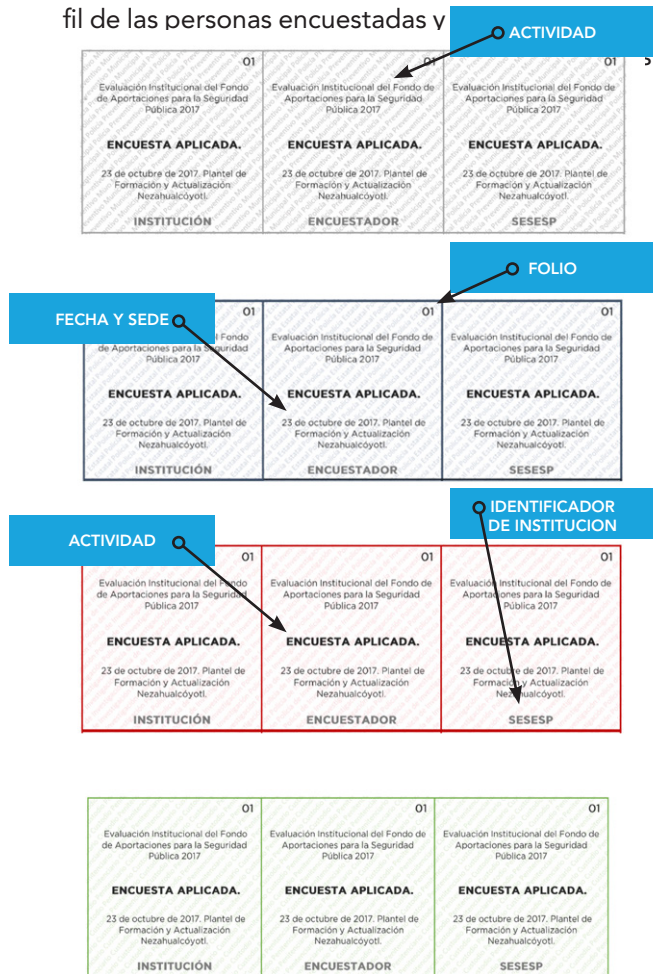 fil de las personas encuestadas y
ACTIVIDAD
01
Evaluación Institucional del Fondo
de Aportaciones para la Seguridad
Pública 2017
ENCUESTA APLICADA.
23 de octubre de 2017. Plantel de
Formación y Actualización
Nezahualcóyotl.
INSTITUCIÓN
01
Evaluación Institucional del Fondo de
Aportaciones para la Seguridad
Pública 2017
ENCUESTA APLICADA.
23 de octubre de 2017. Plantel de
Formación y Actualización
Nezahualcóyotl.
ENCUESTADOR
01
Evaluación Institucional del Fondo de
Aportaciones para la Seguridad
Pública 2017
ENCUESTA APLICADA.
23 de octubre de 2017. Plantel de
Formación y Actualización
Nezahualcóyotl.
SESESP
FOLIO
FECHA Y SEDE
01
l Fondo
de Aportaciones para la Seguridad
Pública 2017
ENCUESTA APLICADA.
23 de octubre de 2017. Plantel de
Formación y Actualización
Nezahualcóyotl.
INSTITUCIÓN
01
Evaluación Institucional del Fondo de
Aportaciones para la Seguridad
Pública 2017
ENCUESTA APLICADA.
23 de octubre de 2017. Plantel de
Formación y Actualización
Nezahualcóyotl.
ENCUESTADOR
01
Evaluación Institucional del Fondo de
Aportaciones para la Seguridad
Pública 2017
ENCUESTA APLICADA.
23 de octubre de 2017. Plantel de
Formación y Actualización
Nezahualcóyotl.
SESESP
IDENTIFICADOR
DE INSTITUCION
ACTIVIDAD
01
Evaluación Institucional del Fondo
de Aportaciones para la Seguridad
Pública 2017
ENCUESTA APLICADA.
23 de octubre de 2017. Plantel de
Formación y Actualización
Nezahualcóyotl.
INSTITUCIÓN
01
Evaluación Institucional del Fondo de
Aportaciones para la Seguridad
Pública 2017
ENCUESTA APLICADA.
23 de octubre de 2017. Plantel de
Formación y Actualización
Nezahualcóyotl.
ENCUESTADOR
01
Evaluación Institucional del Fondo de
Aportaciones para la Seguridad
Pública 2017
ENCUESTA APLICADA.
23 de octubre de 2017. Plantel de
Formación y Actualización
Nezahualcóyotl.
SESESP
01
Evaluación Institucional del Fondo
de Aportaciones para la Seguridad
Pública 2017
ENCUESTA APLICADA.
23 de octubre de 2017. Plantel de
Formación y Actualización
Nezahualcóyotl.
INSTITUCIÓN
01
Evaluación Institucional del Fondo de
Aportaciones para la Seguridad
Pública 2017
ENCUESTA APLICADA.
23 de octubre de 2017. Plantel de
Formación y Actualización
Nezahualcóyotl.
ENCUESTADOR
01
Evaluación Institucional del Fondo de
Aportaciones para la Seguridad
Pública 2017
ENCUESTA APLICADA.
23 de octubre de 2017. Plantel de
Formación y Actualización
Nezahualcóyotl.
SESESP